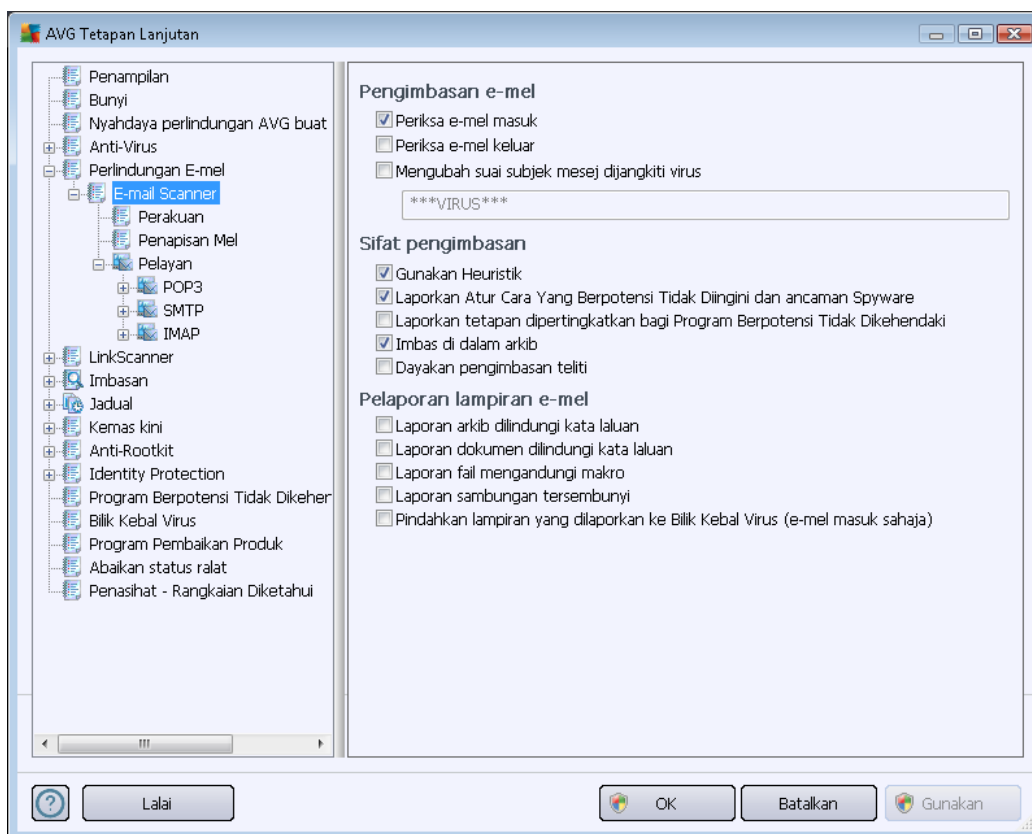 AVG Tetapan Lanjutan
Penampilan
Bunyi
Nyahdaya perlindungan AVG buat
Anti-Virus
Perlindungan E-mel
E-mail Scanner
Perakuan
Penapisan Mel
Pelayan
POP3
SMTP
IMAP
LinkScanner
Imbasan
Jadual
Kemas kini
Anti-Rootkit
Identity Protection
Program Berpotensi Tidak Dikeher
Bilik Kebal Virus
Program Pembaikan Produk
Abaikan status ralat
Penasihat - Rangkaian Diketahui
Pengimbasan e-mel
Periksa e-mel masuk
Periksa e-mel keluar
Mengubah suai subjek mesej dijangkiti virus
***VIRUS***
Sifat pengimbasan
Gunakan Heuristik
Laporkan Atur Cara Yang Berpotensi Tidak Diingini dan ancaman Spyware
Laporkan tetapan dipertingkatkan bagi Program Berpotensi Tidak Dikehendaki
Imbas di dalam arkib
Dayakan pengimbasan teliti
Pelaporan lampiran e-mel
Laporan arkib dilindungi kata laluan
Laporan dokumen dilindungi kata laluan
Laporan fail mengandungi makro
Laporan sambungan tersembunyi
Pindahkan lampiran yang dilaporkan ke Bilik Kebal Virus (e-mel masuk sahaja)
Lalai
OK
Batalkan
Gunakan